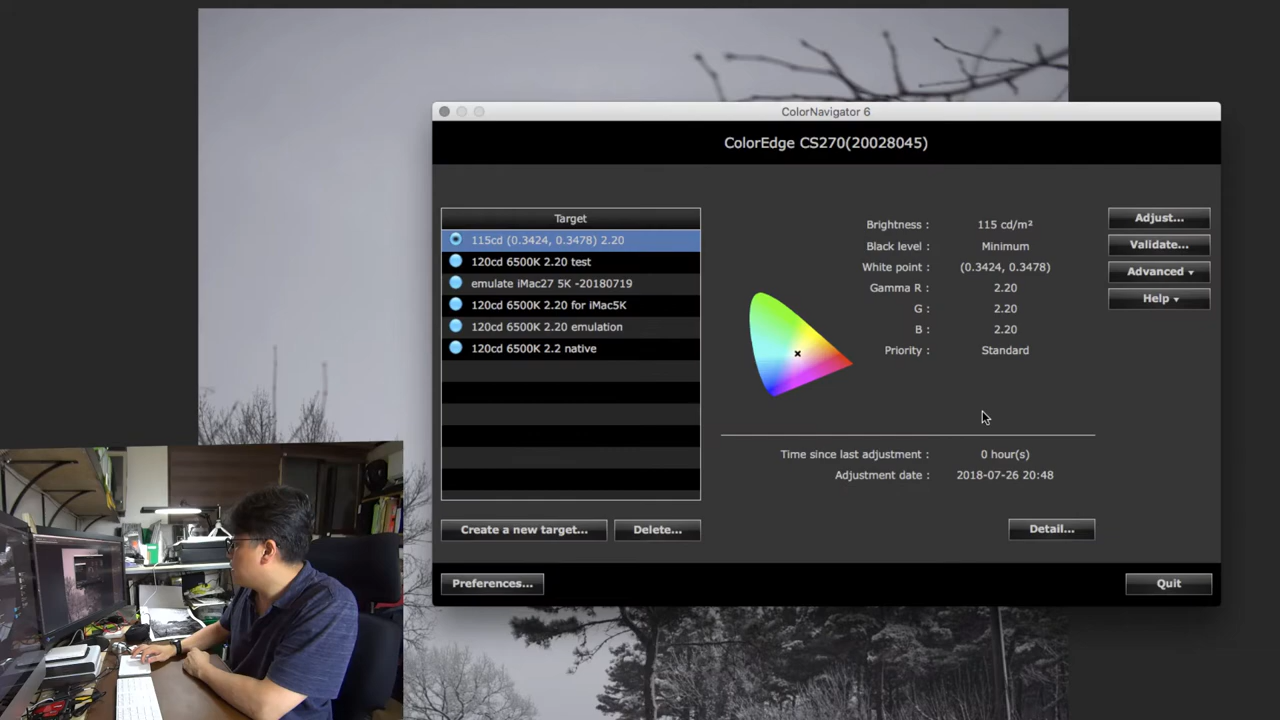 ColorNavigator 6
ColorEdge CS270(20028045)
Target
115cd (0.3424, 0.3478) 2.20
120cd 6500K 2.20 test
emulate iMac27 5K -20180719
120cd 6500K 2.20 for iMac5K
120cd 6500K 2.20 emulation
120cd 6500K 2.2 native
Create a new target...
Delete...
Brightness : 115 cd/m²
Black level : Minimum
White point : (0.3424, 0.3478)
Gamma R : 2.20
G : 2.20
B : 2.20
Priority : Standard
Time since last adjustment : 0 hour(s)
Adjustment date : 2018-07-26 20:48
Detail...
Adjust...
Validate...
Advanced
Help
Preferences...
Quit